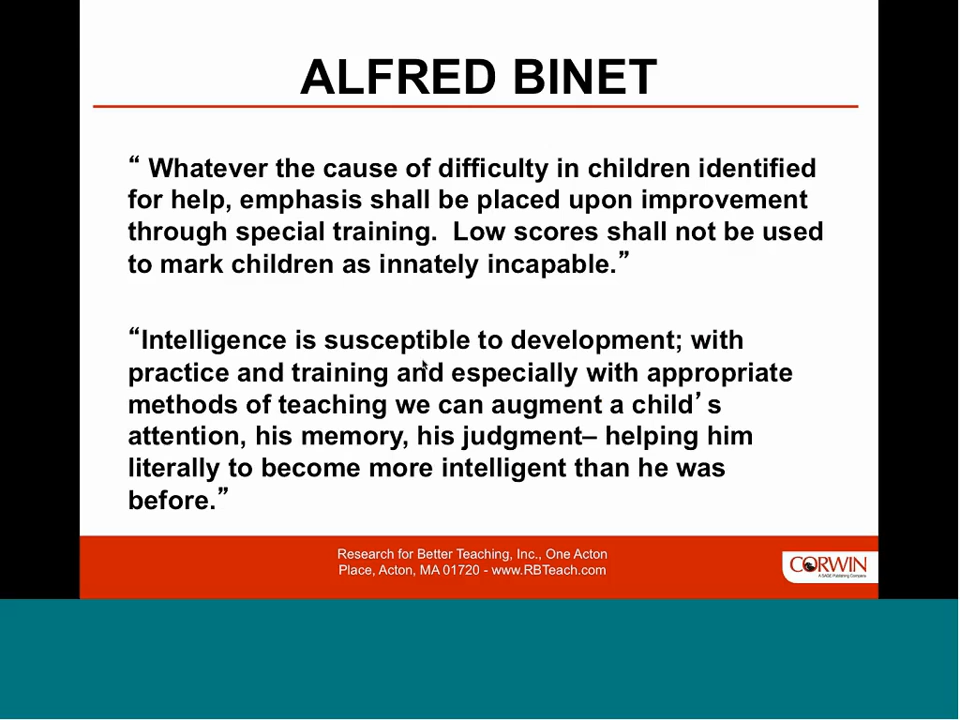 ALFRED BINET
“ Whatever the cause of difficulty in children identified
for help, emphasis shall be placed upon improvement
through special training.  Low scores shall not be used
to mark children as innately incapable.”
“Intelligence is susceptible to development; with
practice and training and especially with appropriate
methods of teaching we can augment a child’s
attention, his memory, his judgment– helping him
literally to become more intelligent than he was
before.”
Research for Better Teaching, Inc., One Acton
Place, Acton, MA 01720 - www.RBTeach.com
CORWIN
A SAGE Publishing Company